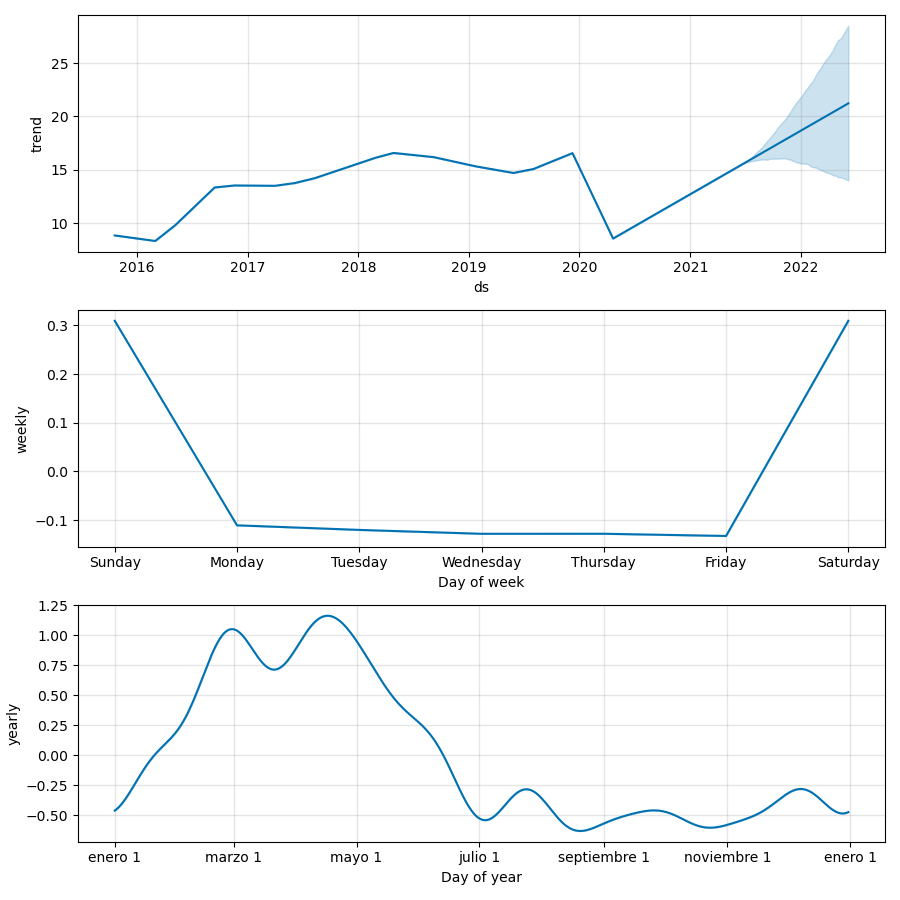 25
20
15
10
trend
2016 2017 2018 2019 2020 2021 2022
ds
0.3
0.2
0.1
0.0
−0.1
weekly
Sunday Monday Tuesday Wednesday Thursday Friday Saturday
Day of week
1.25
1.00
0.75
0.50
0.25
0.00
−0.25
−0.50
yearly
enero 1 marzo 1 mayo 1 julio 1 septiembre 1 noviembre 1 enero 1
Day of year